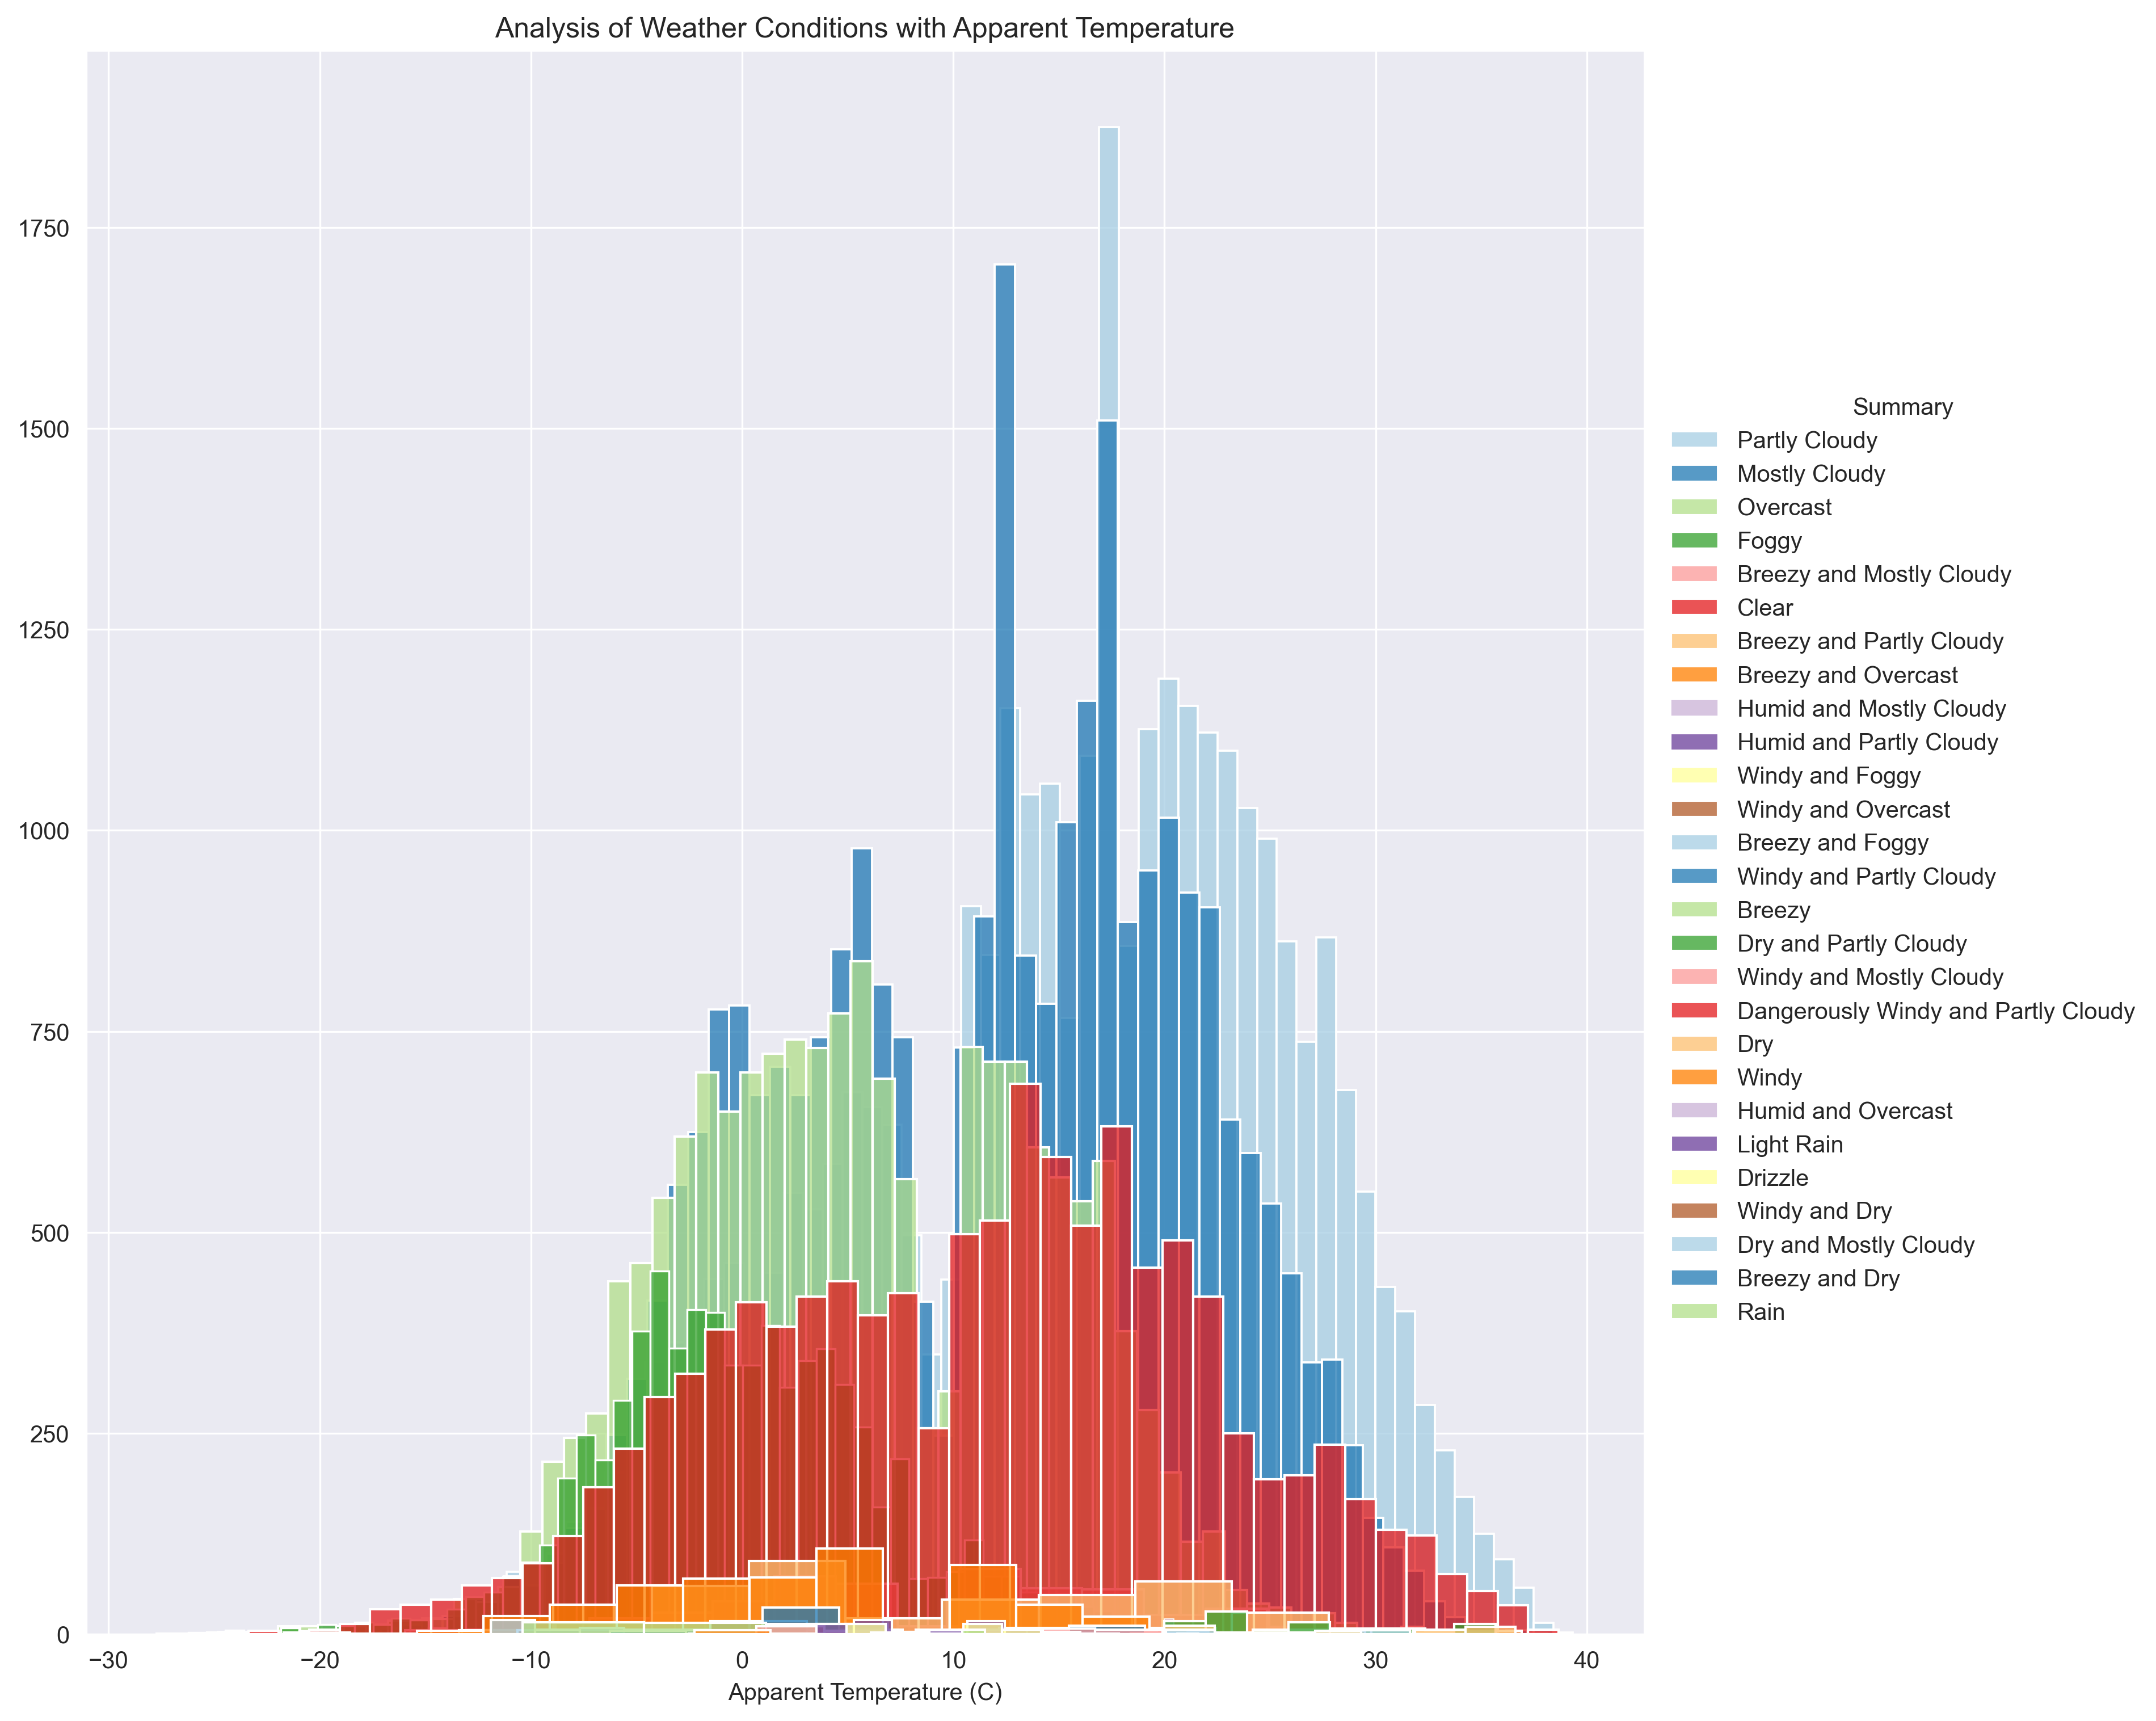 Analysis of Weather Conditions with Apparent Temperature
1750
1500
1250
1000
750
500
250
0
−30
−20
−10
0
10
20
30
40
Apparent Temperature (C)
Summary
Partly Cloudy
Mostly Cloudy
Overcast
Foggy
Breezy and Mostly Cloudy
Clear
Breezy and Partly Cloudy
Breezy and Overcast
Humid and Mostly Cloudy
Humid and Partly Cloudy
Windy and Foggy
Windy and Overcast
Breezy and Foggy
Windy and Partly Cloudy
Breezy
Dry and Partly Cloudy
Windy and Mostly Cloudy
Dangerously Windy and Partly Cloudy
Dry
Windy
Humid and Overcast
Light Rain
Drizzle
Windy and Dry
Dry and Mostly Cloudy
Breezy and Dry
Rain